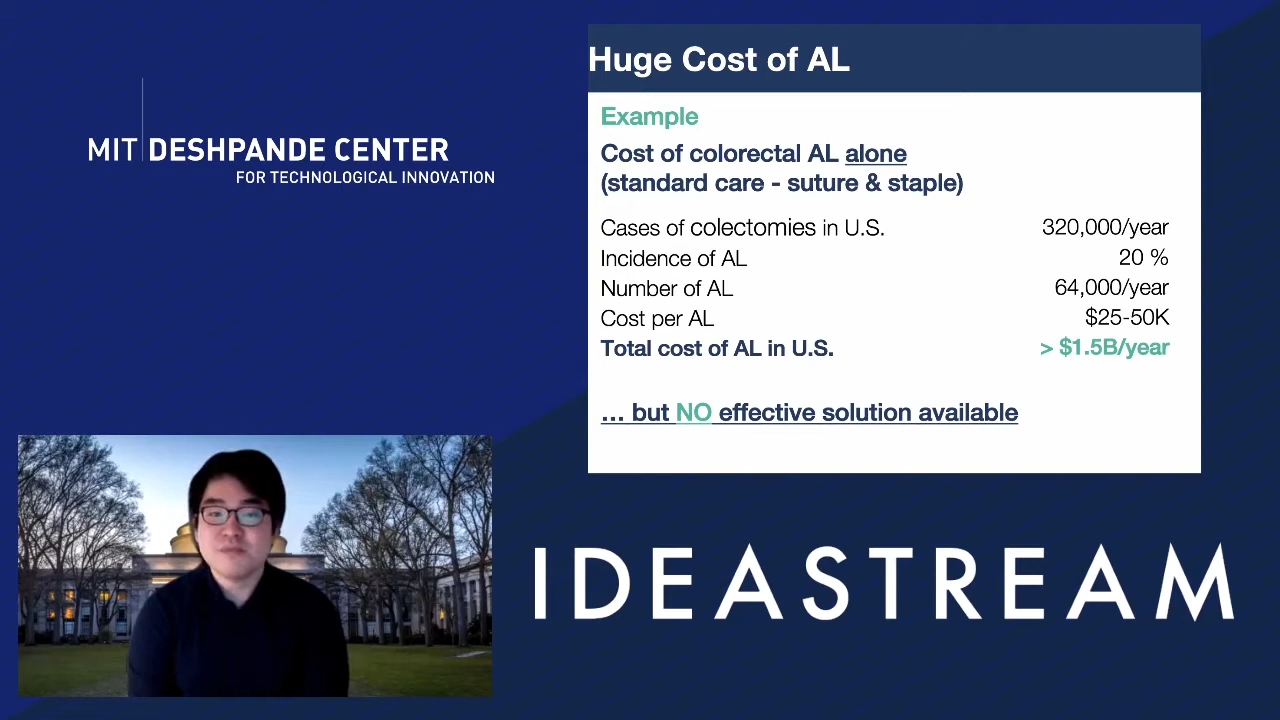 MIT DESHPANDE CENTER
FOR TECHNOLOGICAL INNOVATION
Huge Cost of AL
Example
Cost of colorectal AL alone
(standard care - suture & staple)
Cases of colectomies in U.S. 320,000/year
Incidence of AL 20 %
Number of AL 64,000/year
Cost per AL $25-50K
Total cost of AL in U.S. > $1.5B/year
... but NO effective solution available
IDEASTREAM